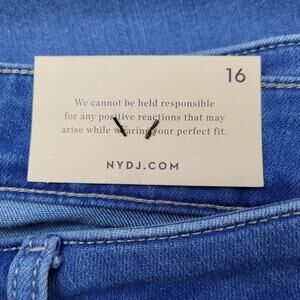 16
We cannot be held responsible
for any positive reactions that may
arise while wearing your perfect fit.
NYDJ.COM